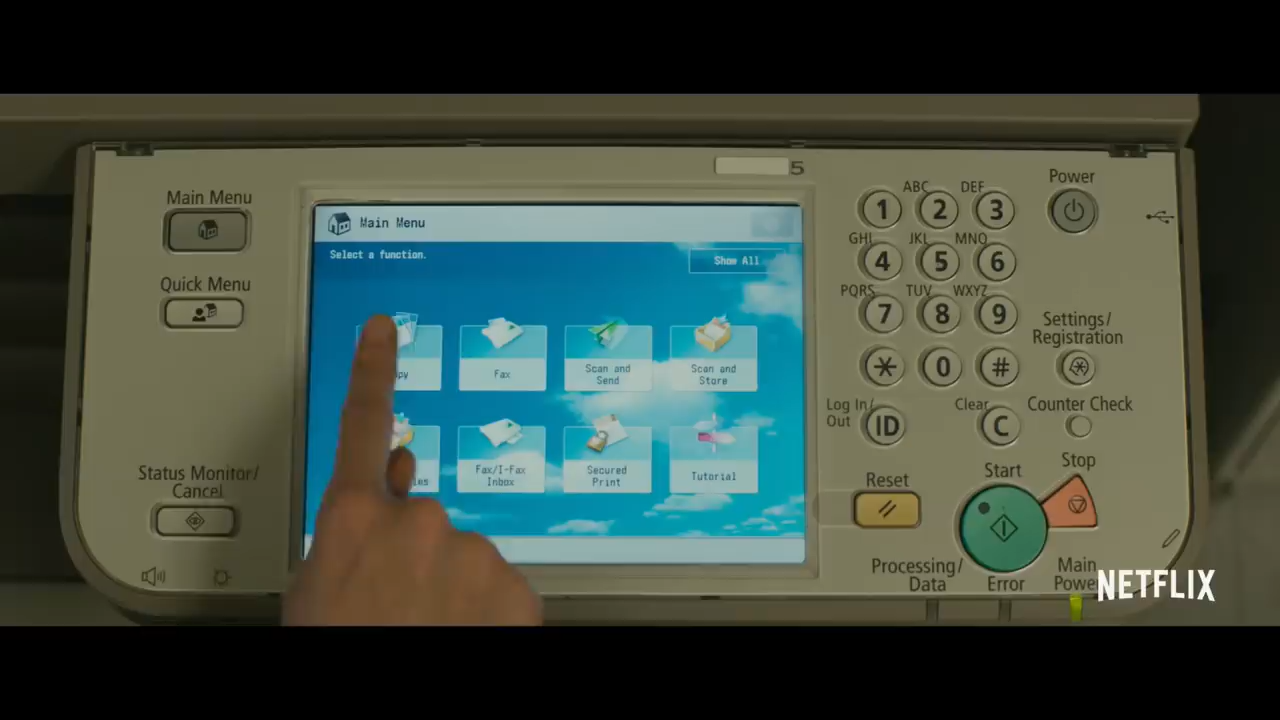 5
Main Menu
Quick Menu
Status Monitor/
Cancel
Main Menu
Select a function.
Show All
Fax
Scan and
Send
Scan and
Store
Fax/I-Fax
Inbox
Secured
Print
Tutorial
ABC DEF
1 2 3
GHI JKL MNO
4 5 6
PQRS TUV WXYZ
7 8 9
* 0 #
Log In/
Out
ID
Clear
C
Power
Settings/
Registration
Counter Check
Reset
Start
Stop
Processing/
Data
Error
Main
Power
NETFLIX